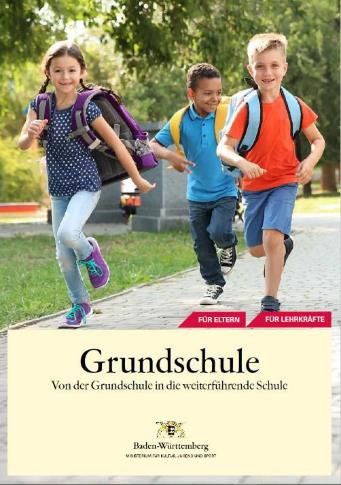 FÜR ELTERN
FÜR LEHRKRÄFTE
Grundschule
Von der Grundschule in die weiterführende Schule
Baden-Württemberg
MINISTERIUM FÜR KULTUS, JUGEND UND SPORT